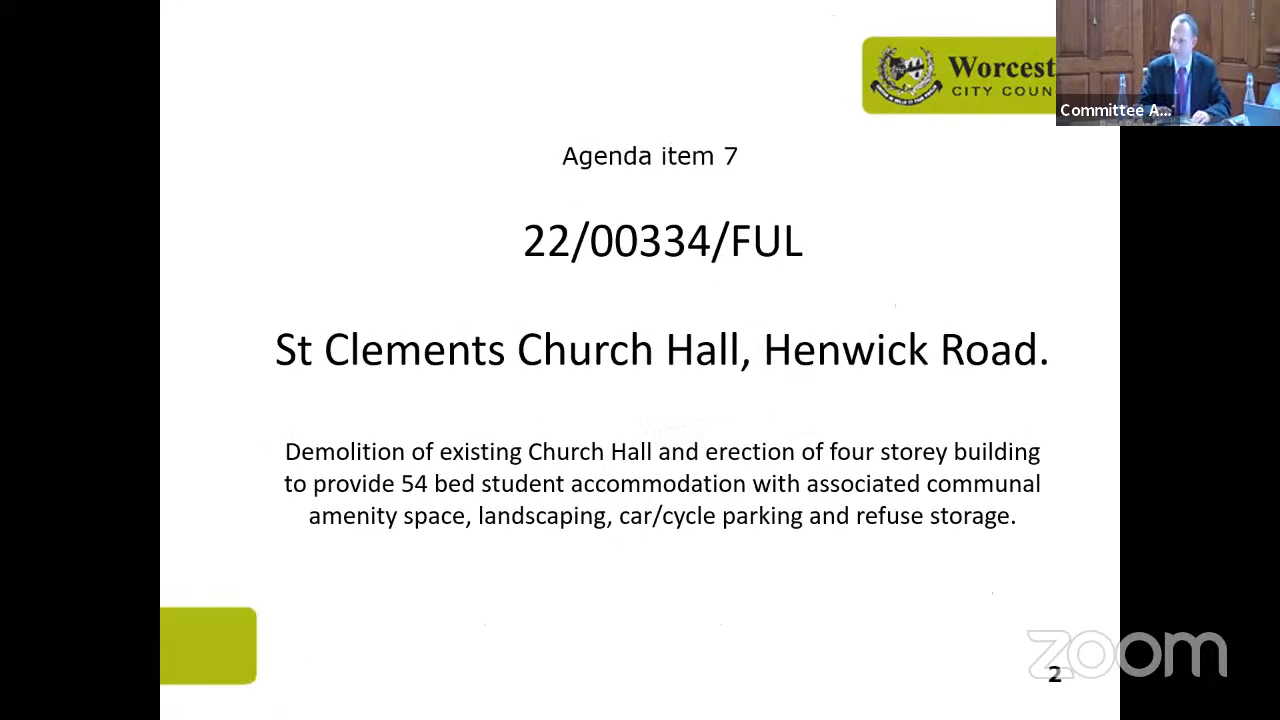 Worcest
CITY COUN
Committee A...
Agenda item 7
22/00334/FUL
St Clements Church Hall, Henwick Road.
Demolition of existing Church Hall and erection of four storey building
to provide 54 bed student accommodation with associated communal
amenity space, landscaping, car/cycle parking and refuse storage.
zoom
2